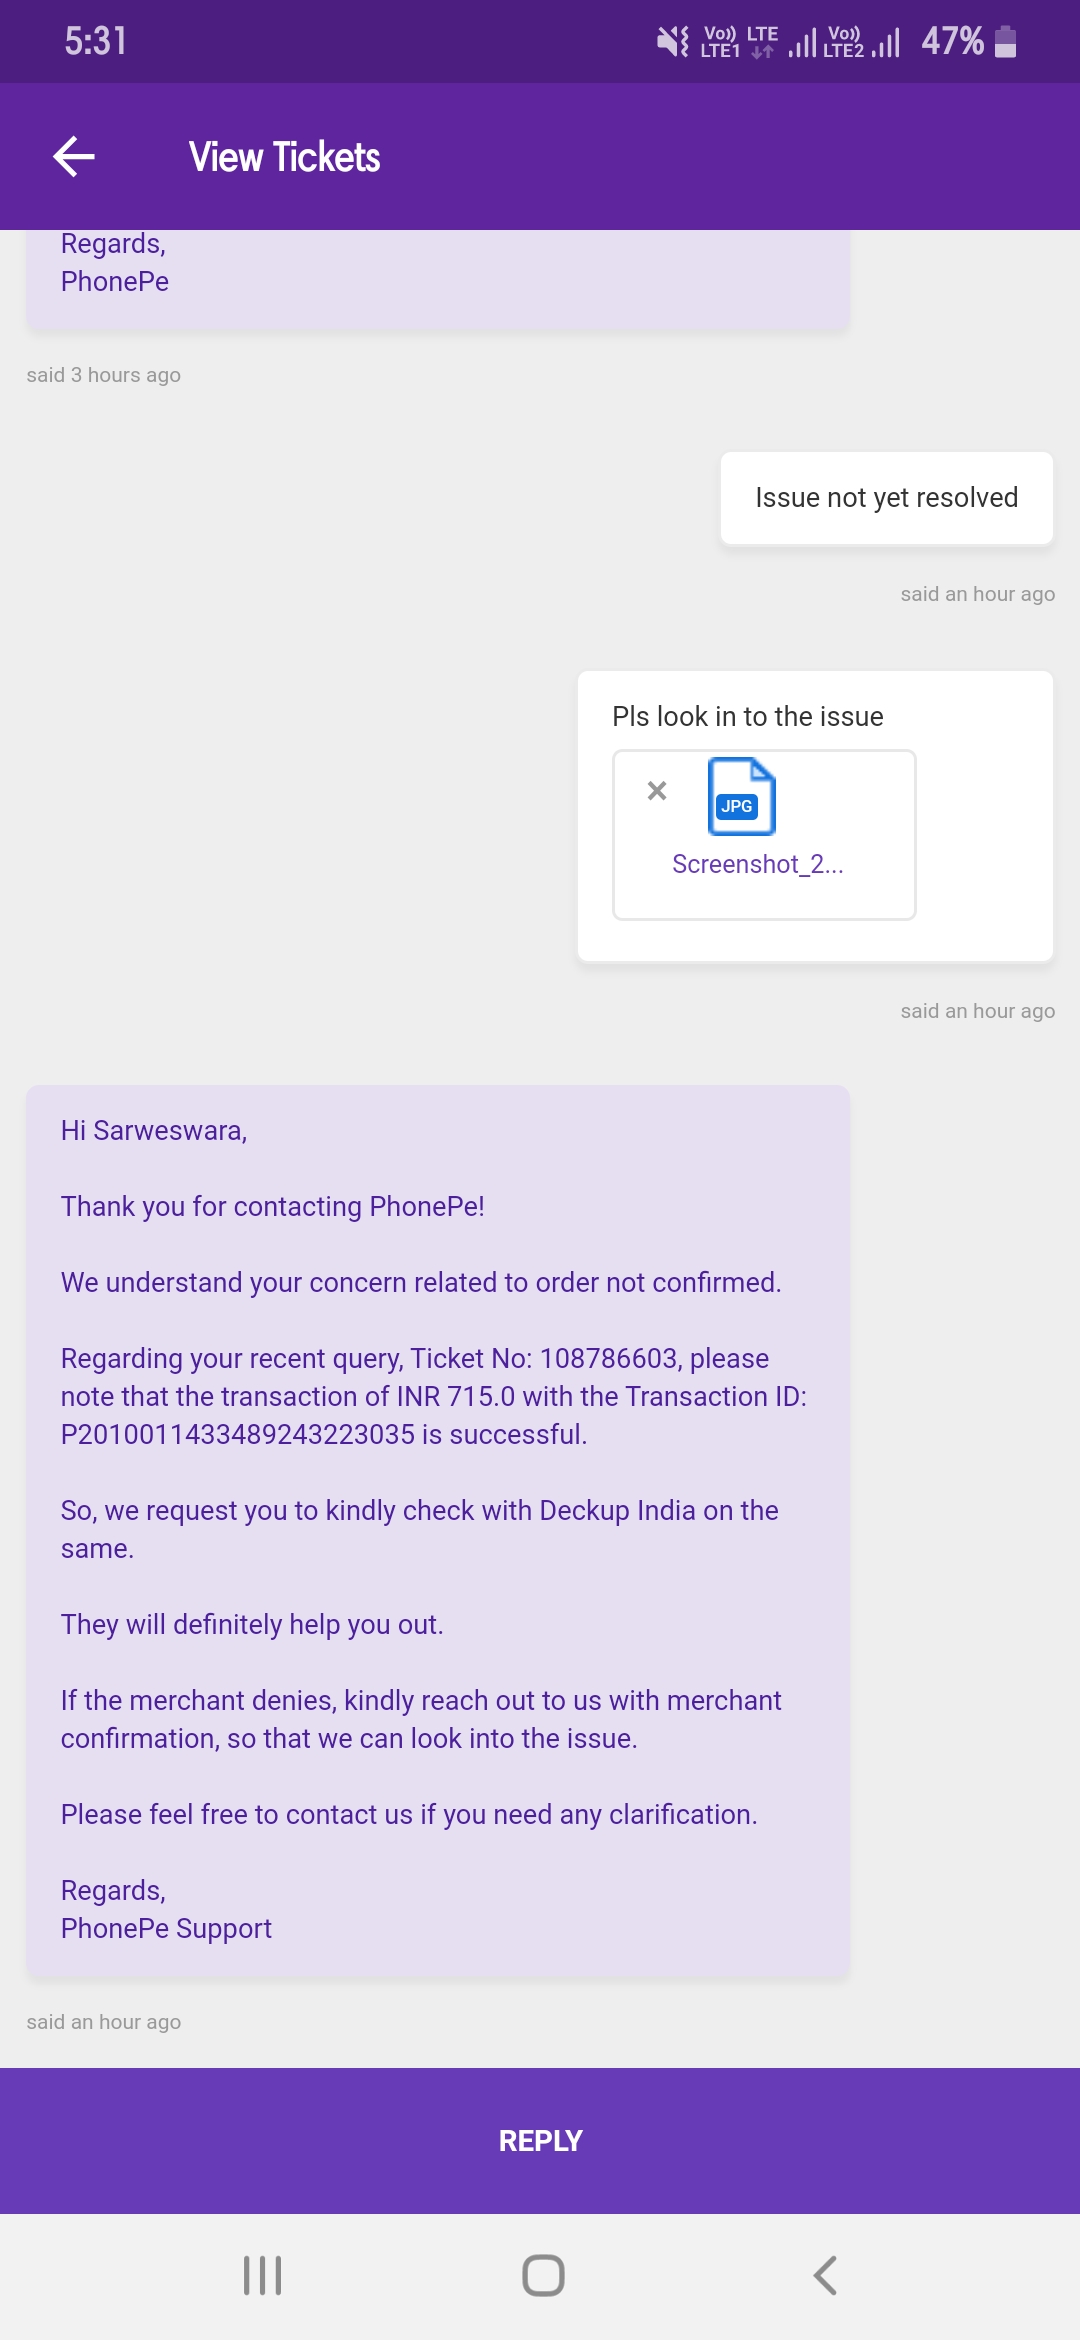 5:31
Vo)) LTE1 LTE Vo)) LTE2 47%
View Tickets
Regards,
PhonePe
said 3 hours ago
Issue not yet resolved
said an hour ago
Pls look in to the issue
JPG
Screenshot_2...
said an hour ago
Hi Sarweswara,
Thank you for contacting PhonePe!
We understand your concern related to order not confirmed.
Regarding your recent query, Ticket No: 108786603, please
note that the transaction of INR 715.0 with the Transaction ID:
P2010011433489243223035 is successful.
So, we request you to kindly check with Deckup India on the
same.
They will definitely help you out.
If the merchant denies, kindly reach out to us with merchant
confirmation, so that we can look into the issue.
Please feel free to contact us if you need any clarification.
Regards,
PhonePe Support
said an hour ago
REPLY